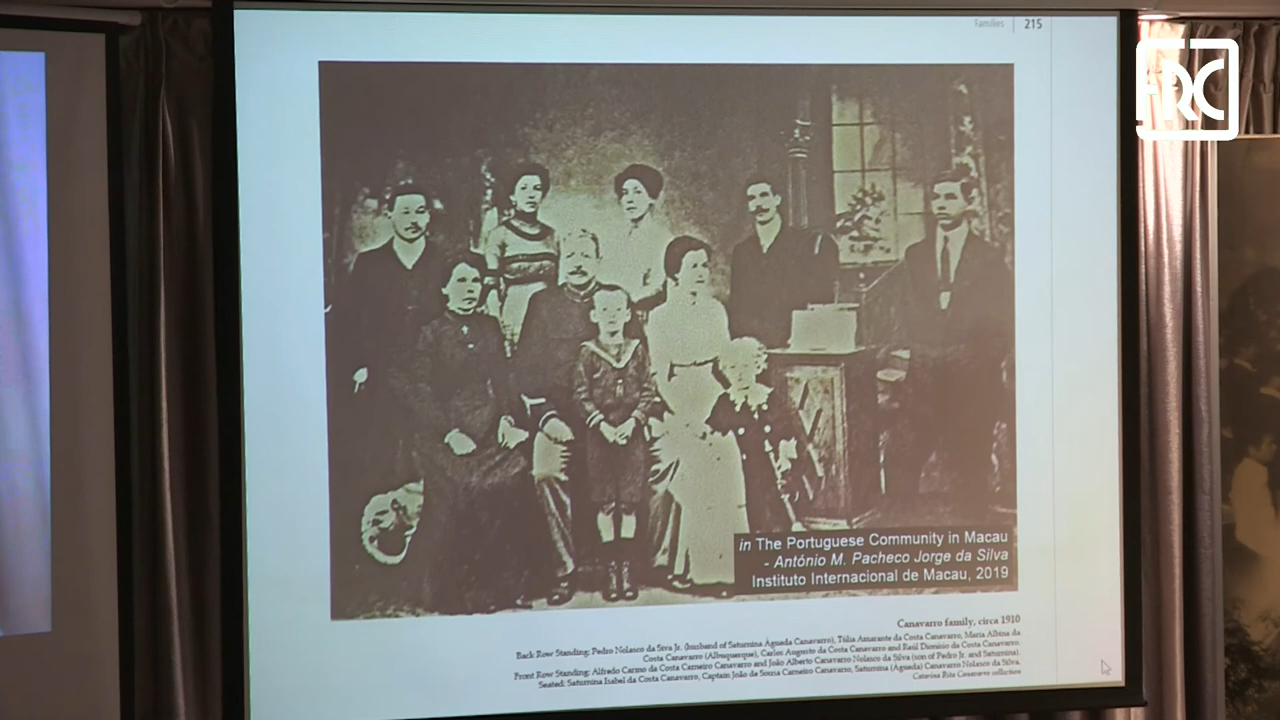 Families | 215
FRC
in The Portuguese Community in Macau
- António M. Pacheco Jorge da Silva
Instituto Internacional de Macau, 2019
Canavarro family, circa 1910
Back Row Standing: Pedro Nolasco da Siva Jr. (husband of Saturnina Águeda Canavarro), Túlia Amarante da Costa Canavarro, Maria Albina da
Costa Canavarro (Albuquerque), Carlos Augusto da Costa Canavarro and Raúl Dionísio da Costa Canavarro.
Front Row Standing: Alfredo Carmo da Costa Carneiro Canavarro and João Alberto Canavarro Nolasco da Silva (son of Pedro Jr. and Saturnina).
Seated: Saturnina Isabel da Costa Canavarro, Captain João da Sousa Carneiro Canavarro, Saturnina (Águeda) Canavarro Nolasco da Silva.
Catarina Rita Canavarro collection